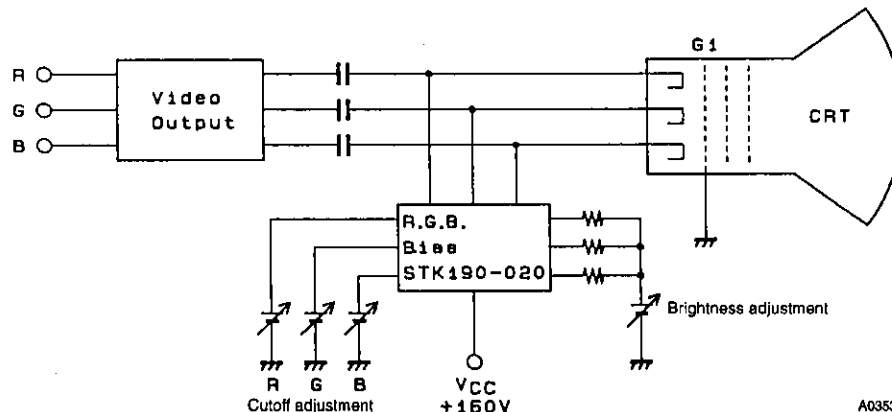 G1
R
G
B
Video
Output
CRT
R.G.B.
Bias
STK190-020
Brightness adjustment
R G B
Cutoff adjustment
VCC
+160V